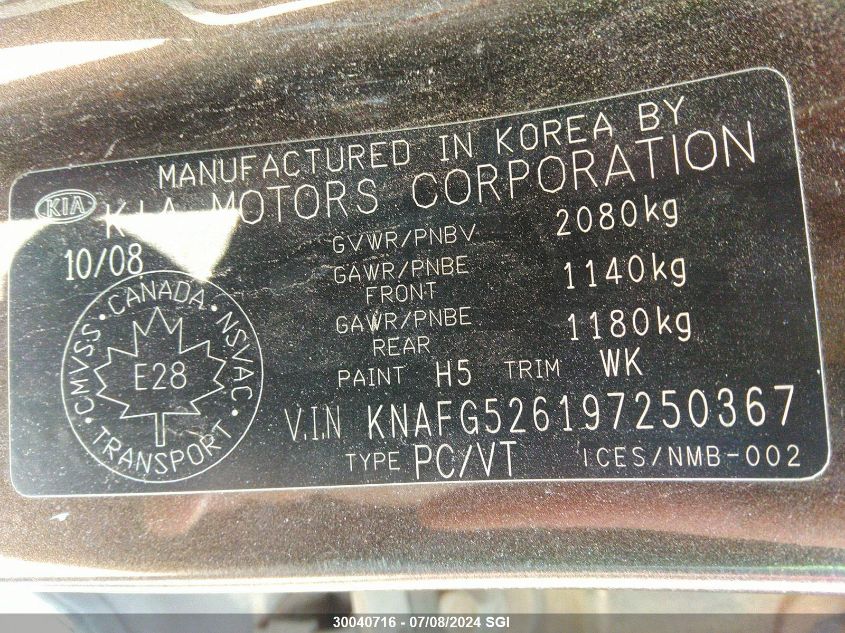 MANUFACTURED IN KOREA BY
KIA KIA MOTORS CORPORATION
10/08
GVWR/PNBV 2080kg
GAWR/PNBE FRONT 1140kg
GAWR/PNBE REAR 1180kg
PAINT H5 TRIM WK
CMVSS • CANADA • NSVAC • TRANSPORT •
E28
V.I.N KNAFG526197250367
TYPE PC/VT ICES/NMB-002
30040716 - 07/08/2024 SGI